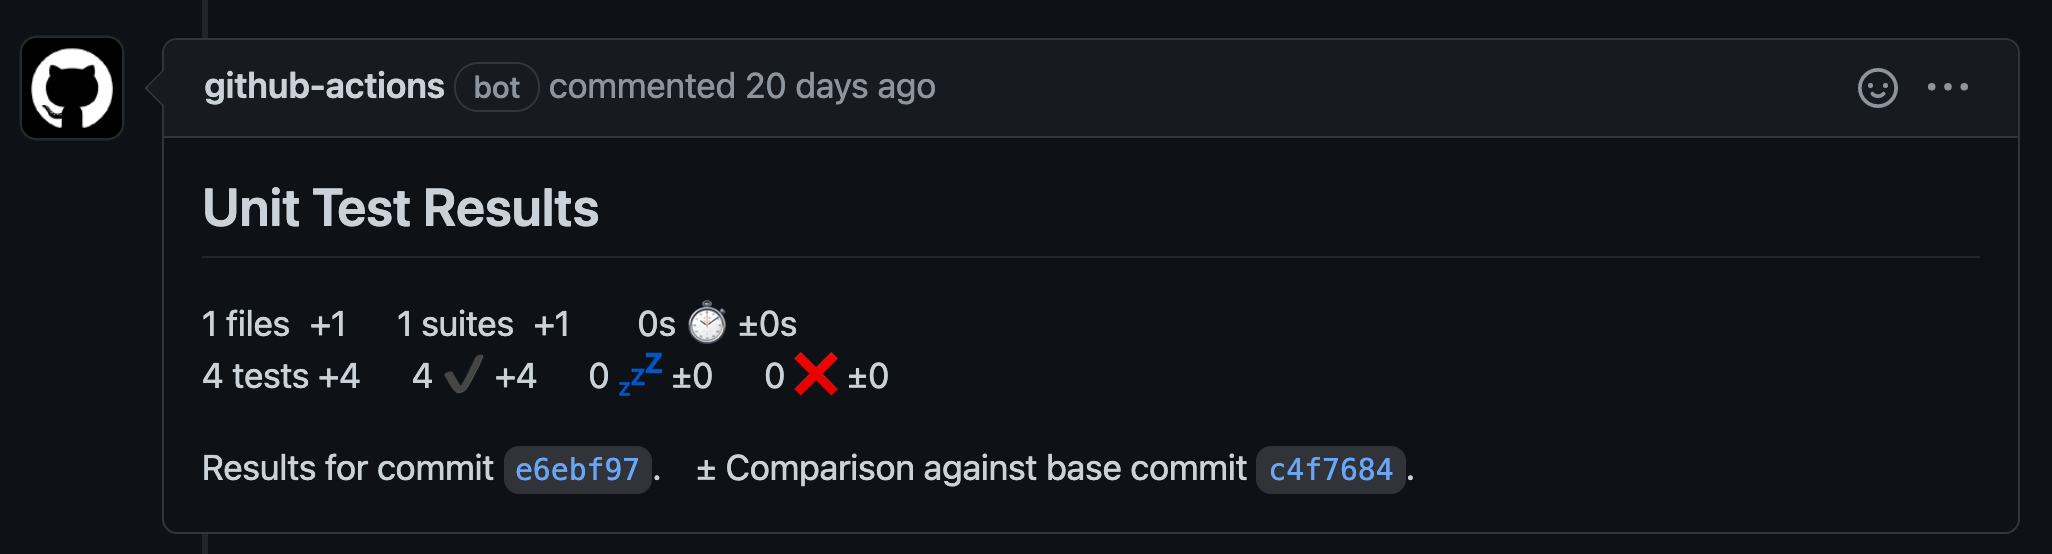 github-actions bot commented 20 days ago
Unit Test Results
1 files +1 1 suites +1 0s ⏱ ±0s
4 tests +4 4 ✔ +4 0 💤 ±0 0 ❌ ±0
Results for commit e6ebf97. ± Comparison against base commit c4f7684.